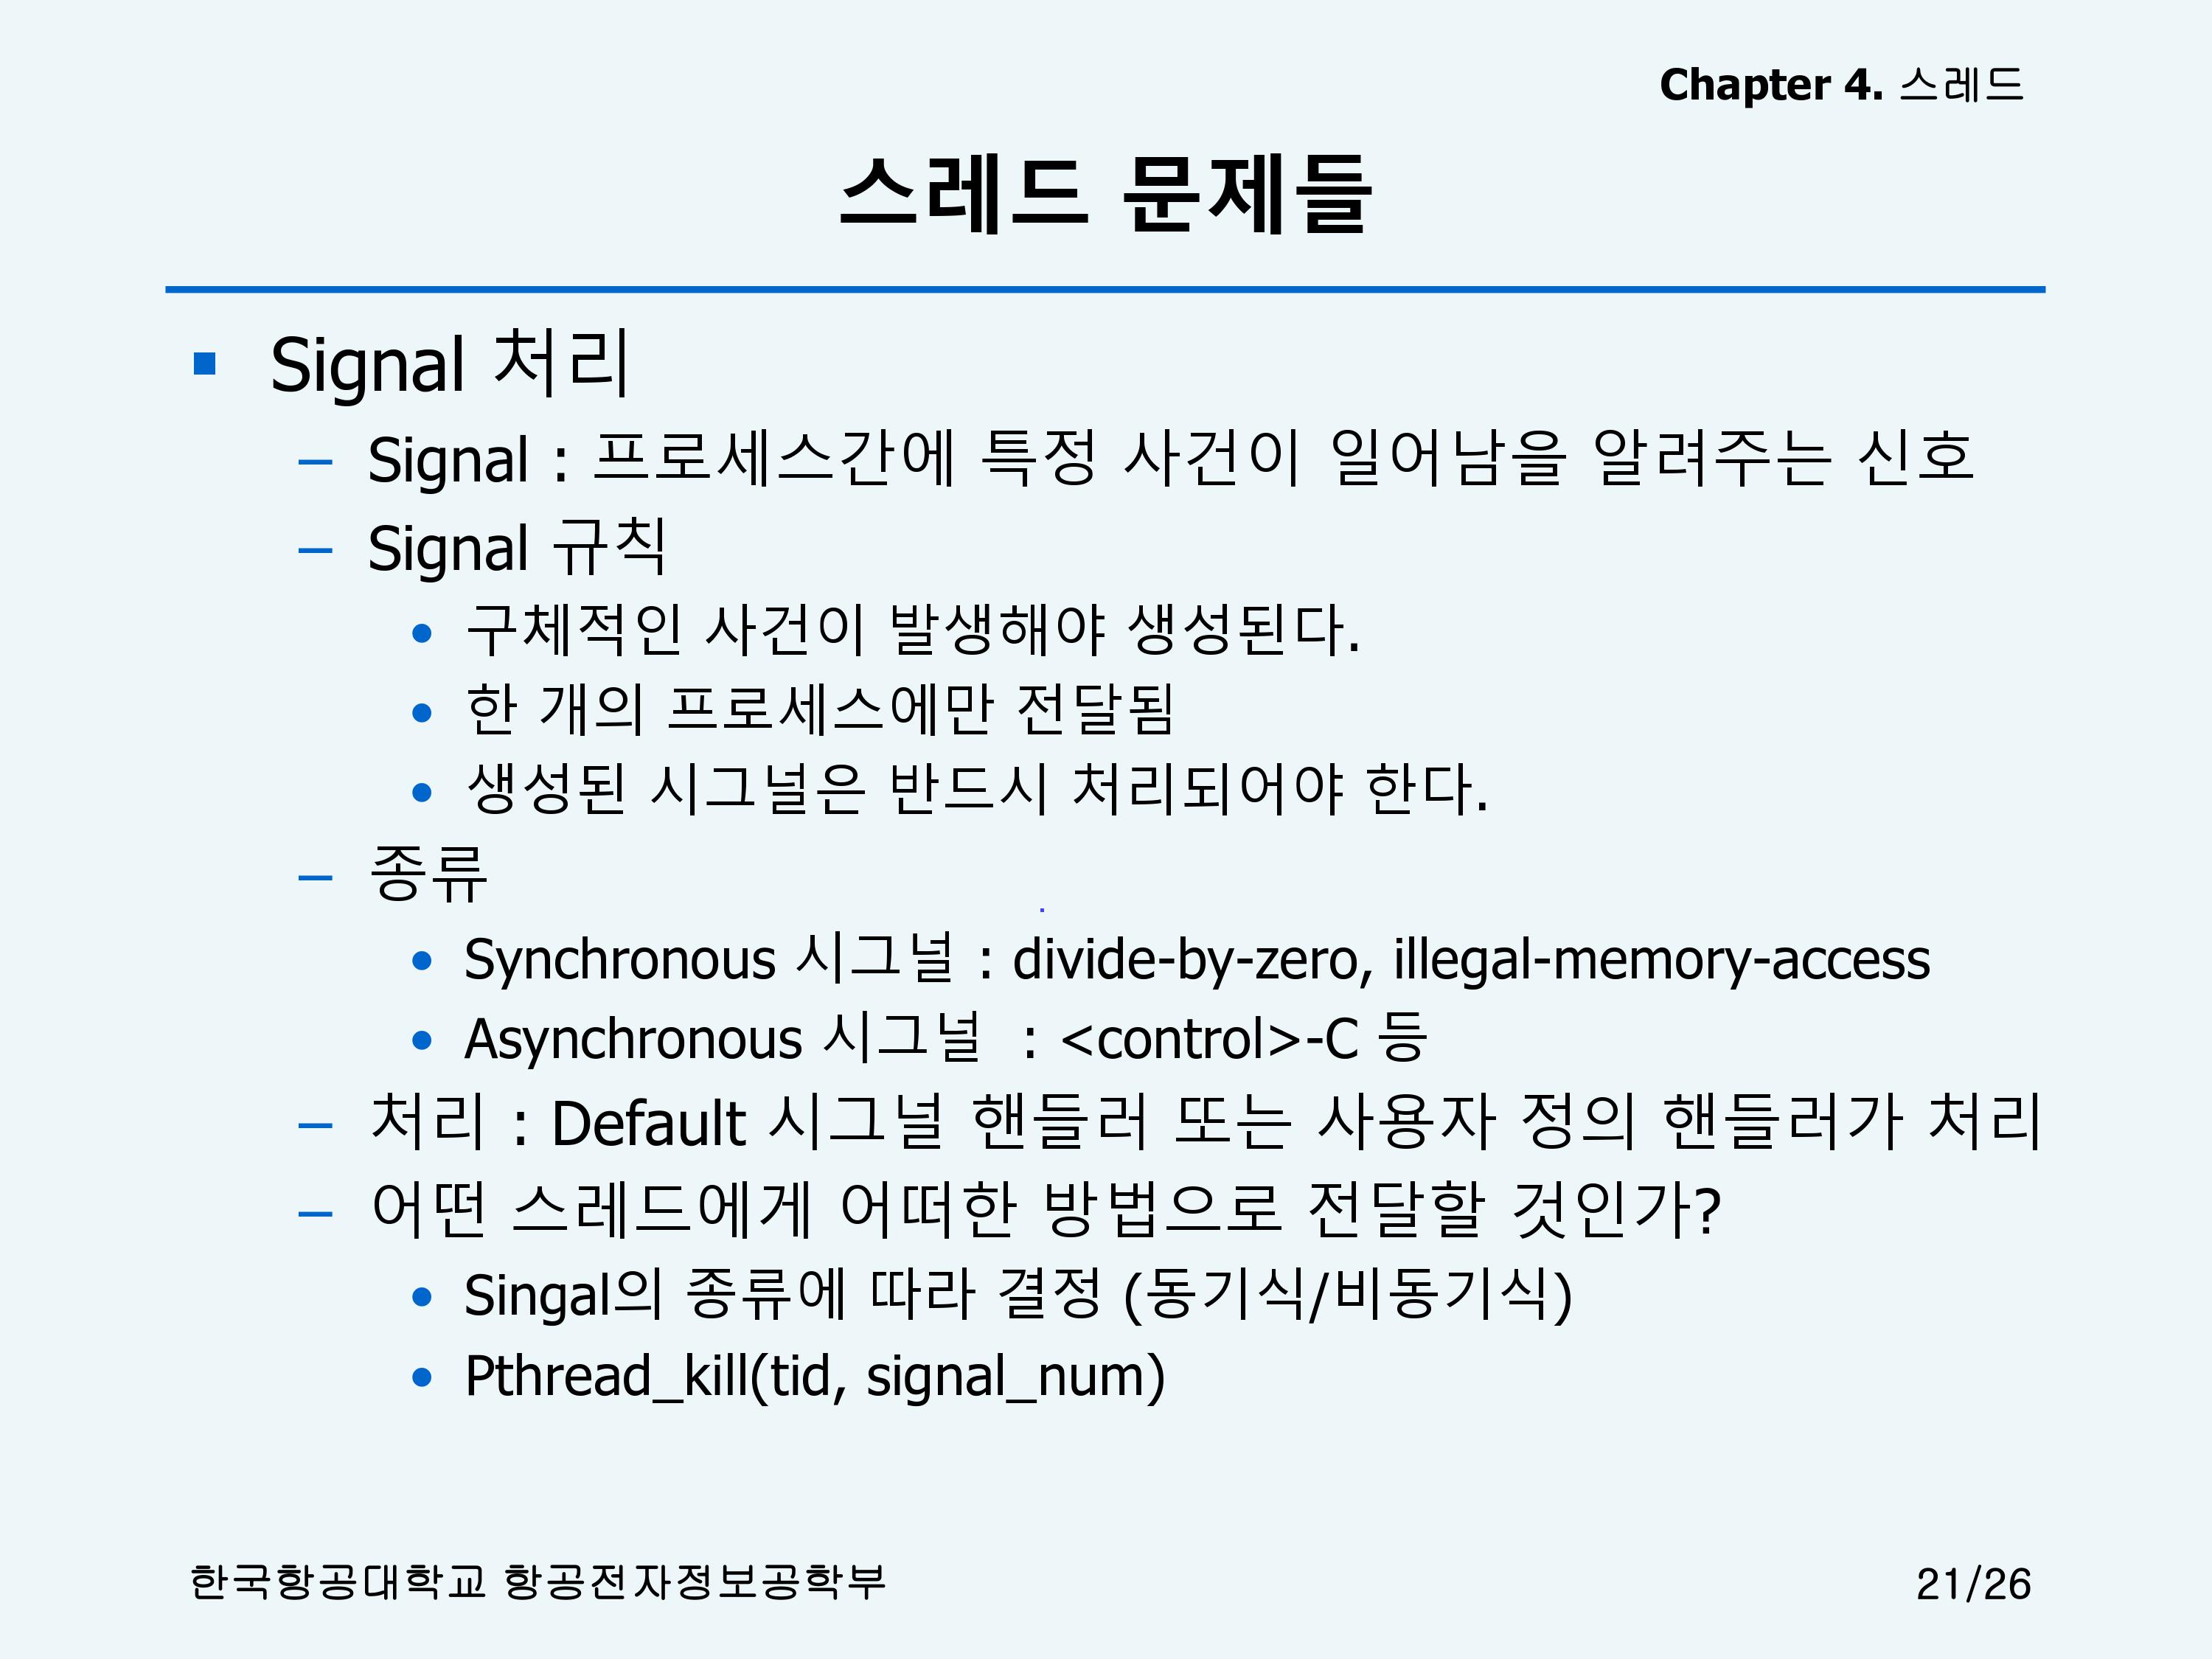 Chapter 4. 스레드
스레드 문제들
Signal 처리
– Signal : 프로세스간에 특정 사건이 일어남을 알려주는 신호
– Signal 규칙
• 구체적인 사건이 발생해야 생성된다.
• 한 개의 프로세스에만 전달됨
• 생성된 시그널은 반드시 처리되어야 한다.
– 종류
• Synchronous 시그널 : divide-by-zero, illegal-memory-access
• Asynchronous 시그널 : <control>-C 등
– 처리 : Default 시그널 핸들러 또는 사용자 정의 핸들러가 처리
– 어떤 스레드에게 어떠한 방법으로 전달할 것인가?
• Singal의 종류에 따라 결정 (동기식/비동기식)
• Pthread_kill(tid, signal_num)
한국항공대학교 항공전자정보공학부
21/26